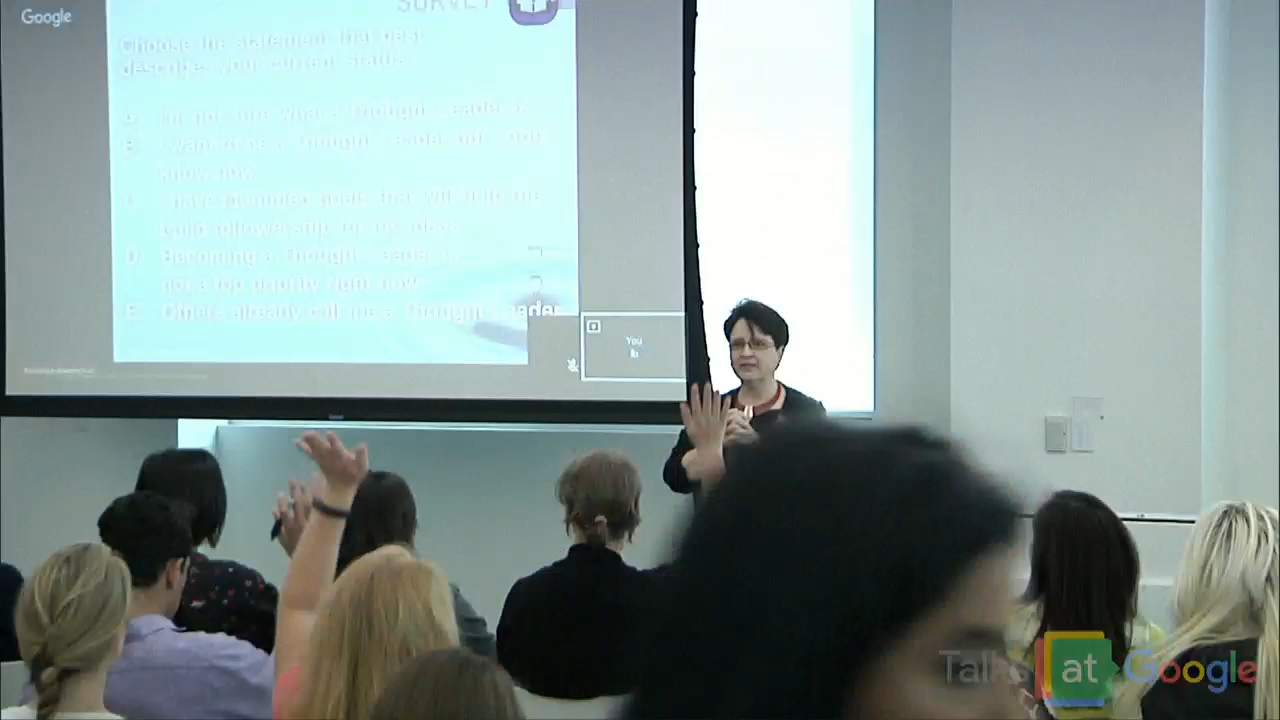 Google
SURVEY
Choose the statement that best
describes your current status:
A. I'm not sure what a Thought Leader is
B. I want to be a Thought Leader but don't
know how
C. I have planned goals that will help me
build followership for my ideas
D. Becoming a Thought Leader is
not a top priority right now
E. Others already call me a Thought Leader
You
Talks at Google